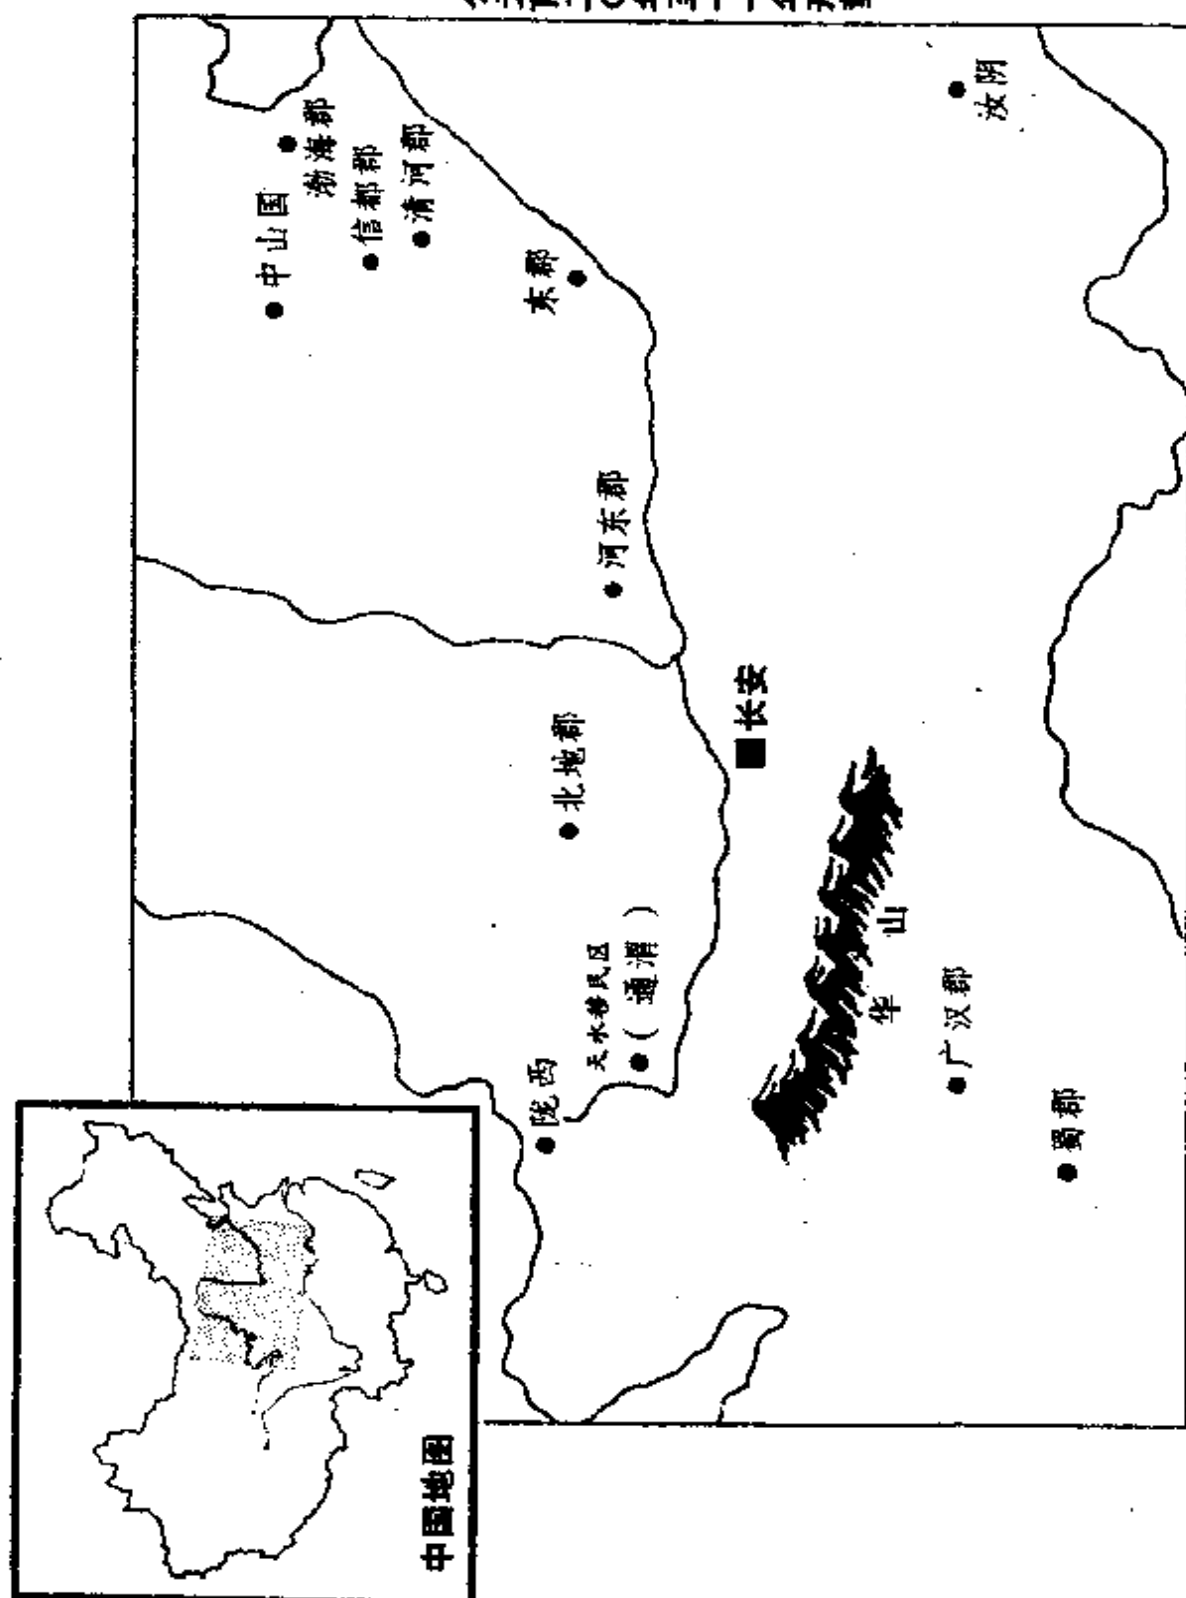 渤海郡
中山国
信都郡
清河郡
东郡
汝阴
河东郡
长安
北地郡
天水移民区
(通渭)
陇西
华山
广汉郡
蜀郡
中国地图